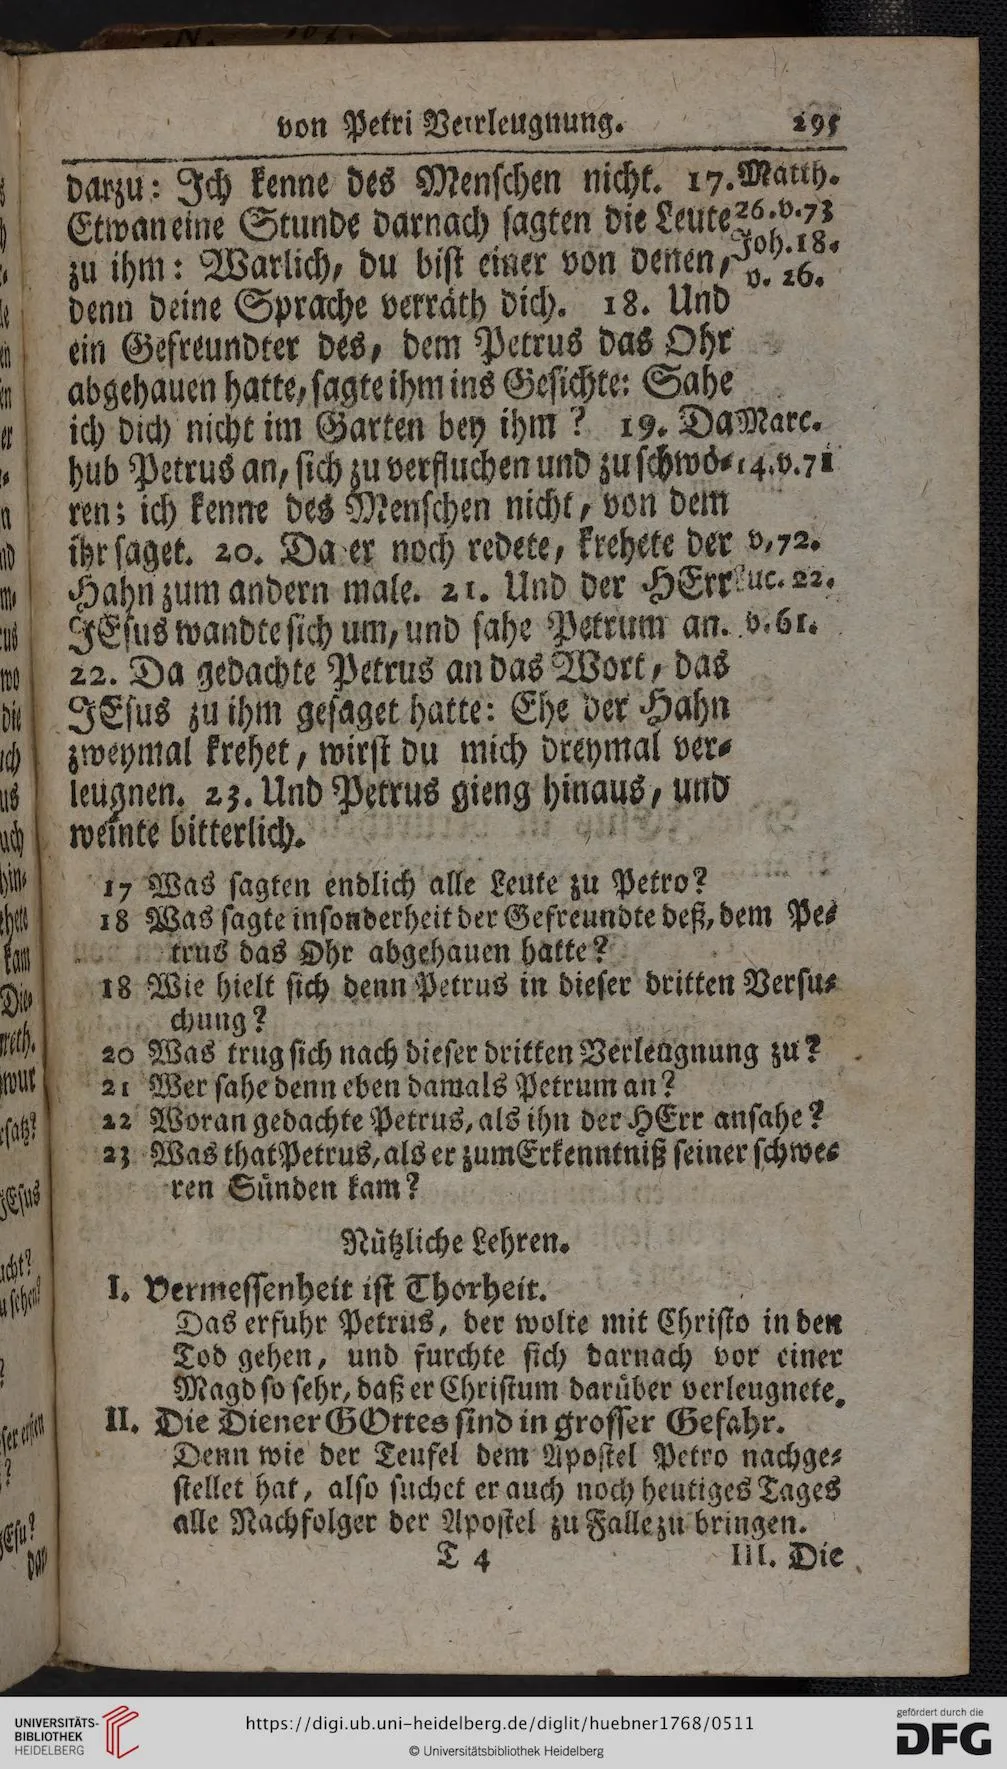 von Petri Verrleugnung. 295
darzu: Ich kenne des Menschen nicht. 17. Matth.
Etwan eine Stunde darnach sagten die Leute 26. v. 73
zu ihm: Warlich, du bist einer von denen, Joh. 18.
v. 26.
denn deine Sprache verräth dich. 18. Und
ein Gefreundter des, dem Petrus das Ohr
abgehauen hatte, sagte ihm ins Gesichte: Sahe
ich dich nicht im Garten bey ihm? 19. Da Marc.
hub Petrus an, sich zu verfluchen und zu schwö- 14. v. 71
ren; ich kenne des Menschen nicht, von dem
ihr saget. 20. Da er noch redete, krehete der v, 72.
Hahn zum andern male. 21. Und der HErr Luc. 22.
JEsus wandte sich um, und sahe Petrum an. v. 61.
22. Da gedachte Petrus an das Wort, das
JEsus zu ihm gesaget hatte: Ehe der Hahn
zweymal krehet, wirst du mich dreymal ver-
leugnen. 23. Und Petrus gieng hinaus, und
weinte bitterlich.
17 Was sagten endlich alle Leute zu Petro?
18 Was sagte insonderheit der Gefreundte deß, dem Pe-
trus das Ohr abgehauen hatte?
18 Wie hielt sich denn Petrus in dieser dritten Versu-
chung?
20 Was trug sich nach dieser dritten Verleugnung zu?
21 Wer sahe denn eben damals Petrum an?
22 Woran gedachte Petrus, als ihn der HErr ansahe?
23 Was that Petrus, als er zum Erkenntniß seiner schwe-
ren Sünden kam?
Nützliche Lehren.
I. Vermessenheit ist Thorheit.
Das erfuhr Petrus, der wolte mit Christo in den
Tod gehen, und furchte sich darnach vor einer
Magd so sehr, daß er Christum darüber verleugnete.
II. Die Diener GOttes sind in grosser Gefahr.
Denn wie der Teufel dem Apostel Petro nachge-
stellet hat, also suchet er auch noch heutiges Tages
alle Nachfolger der Apostel zu Falle zu bringen.
T 4 III. Die
UNIVERSITÄTS-
BIBLIOTHEK
HEIDELBERG
https://digi.ub.uni-heidelberg.de/diglit/huebner1768/0511
© Universitätsbibliothek Heidelberg
gefördert durch die
DFG